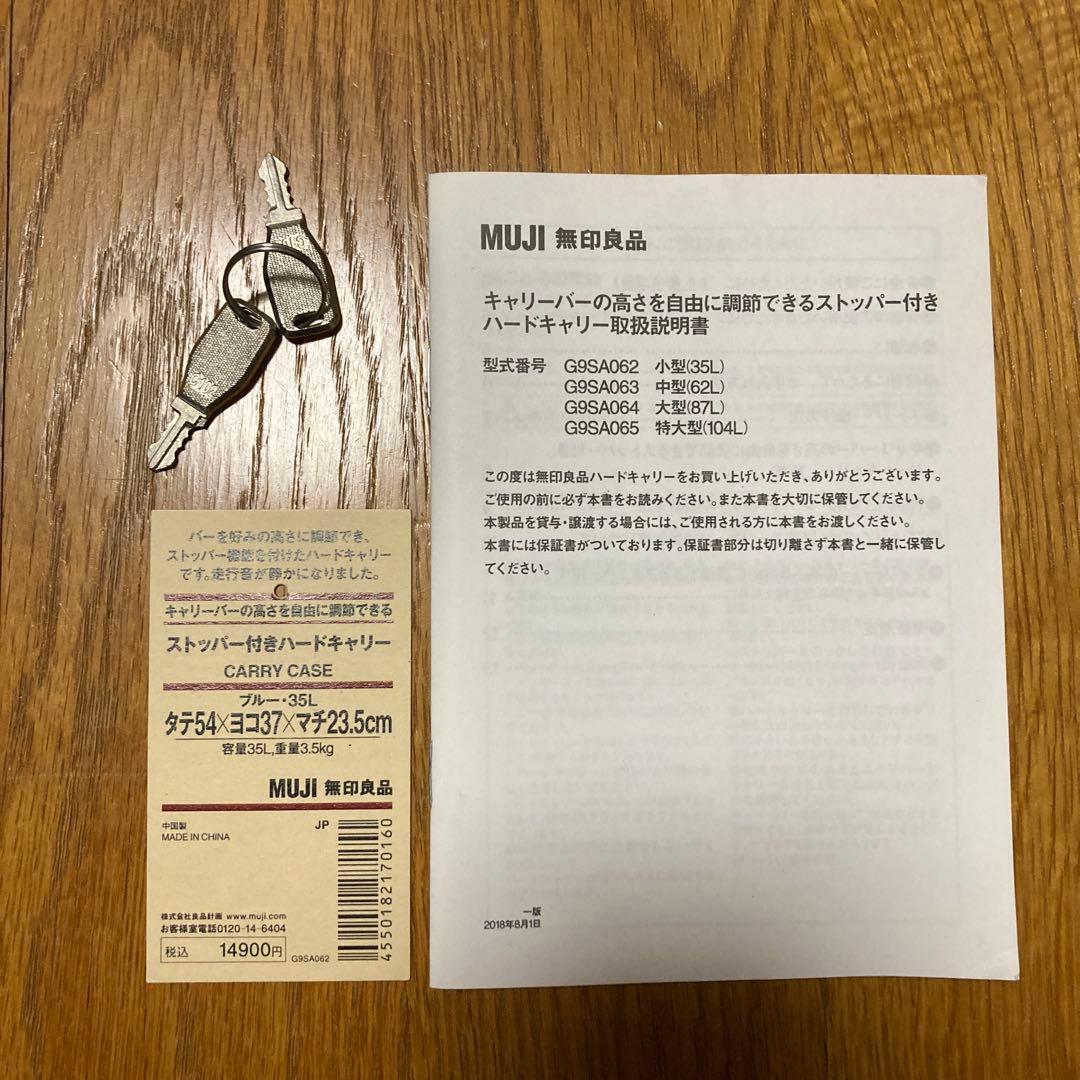 MUJI 無印良品
キャリーバーの高さを自由に調節できるストッパー付き
ハードキャリー取扱説明書
型式番号 G9SA062 小型(35L)
G9SA063 中型(62L)
G9SA064 大型(87L)
G9SA065 特大型(104L)
この度は無印良品ハードキャリーをお買い上げいただき、ありがとうございます。
ご使用の前に必ず本書をお読みください。また本書を大切に保管してください。
本製品を貸与・譲渡する場合には、ご使用される方に本書をお渡しください。
本書には保証書がついております。保証書部分は切り離さず本書と一緒に保管し
てください。
一版
2018年8月1日
バーを好みの高さに調節でき、
ストッパー機能を付けたハードキャリー
です。走行音が静かになりました。
キャリーバーの高さを自由に調節できる
ストッパー付きハードキャリー
CARRY CASE
ブルー・35L
タテ54×ヨコ37×マチ23.5cm
容量35L,重量3.5kg
MUJI 無印良品
中国製 JP
MADE IN CHINA
4550182170160
株式会社良品計画 www.muji.com
お客様室電話0120-14-6404
税込 14900円 G9SA062